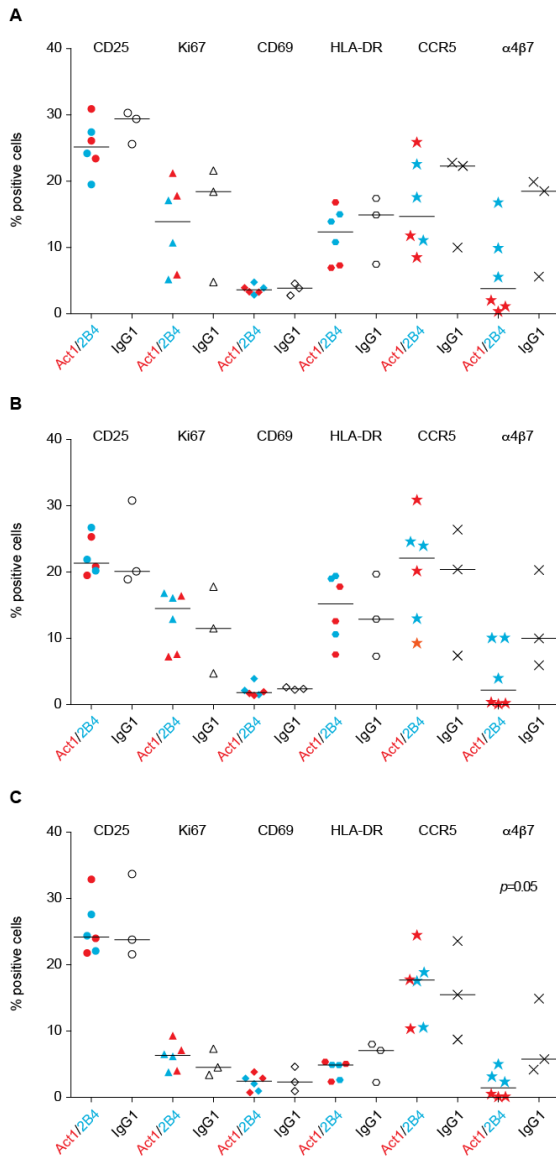 A
CD25 Ki67 CD69 HLA-DR CCR5 α4β7
40
30
20
10
0
% positive cells
Act1/2B4 IgG1 Act1/2B4 IgG1 Act1/2B4 IgG1 Act1/2B4 IgG1 Act1/2B4 IgG1 Act1/2B4 IgG1
B
CD25 Ki67 CD69 HLA-DR CCR5 α4β7
40
30
20
10
0
% positive cells
Act1/2B4 IgG1 Act1/2B4 IgG1 Act1/2B4 IgG1 Act1/2B4 IgG1 Act1/2B4 IgG1 Act1/2B4 IgG1
C
CD25 Ki67 CD69 HLA-DR CCR5 α4β7
40
p=0.05
30
20
10
0
% positive cells
Act1/2B4 IgG1 Act1/2B4 IgG1 Act1/2B4 IgG1 Act1/2B4 IgG1 Act1/2B4 IgG1 Act1/2B4 IgG1